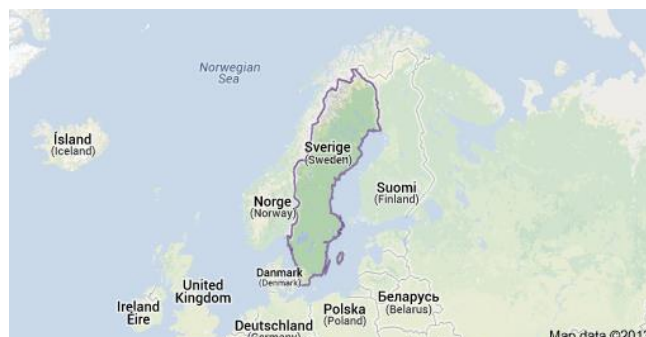 Norwegian
Sea
Ísland
(Iceland)
Sverige
(Sweden)
Suomi
(Finland)
Norge
(Norway)
Danmark
(Denmark)
United
Kingdom
Ireland
Éire
Беларусь
(Belarus)
Polska
(Poland)
Deutschland
(Germany)
Map data ©201